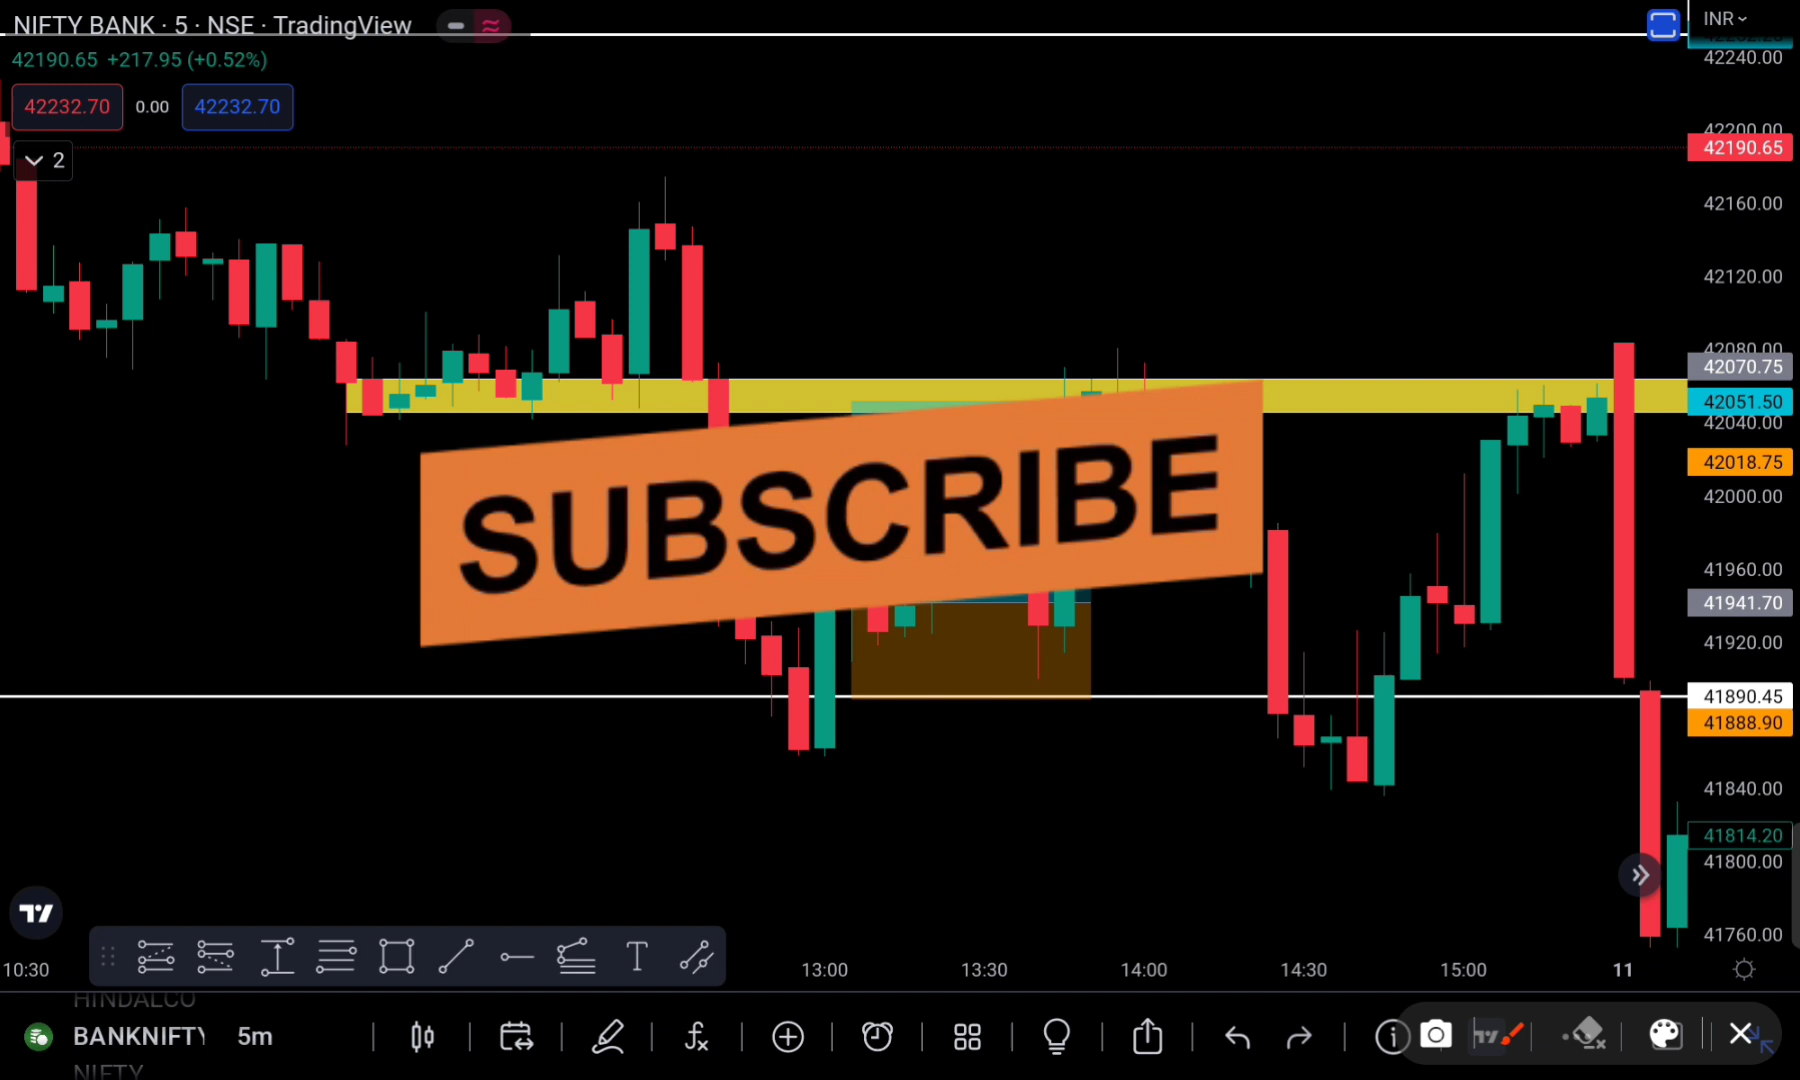 NIFTY BANK · 5 · NSE · TradingView
INR
42190.65 +217.95 (+0.52%)
42240.00
42232.70 0.00 42232.70
42200.00
42190.65
2
42160.00
42120.00
42080.00
42070.75
42051.50
42040.00
42018.75
SUBSCRIBE
42000.00
41960.00
41941.70
41920.00
41890.45
41888.90
41840.00
41814.20
41800.00
41760.00
10:30 13:00 13:30 14:00 14:30 15:00 11
HINDALCO
BANKNIFTY 5m
NIFTY